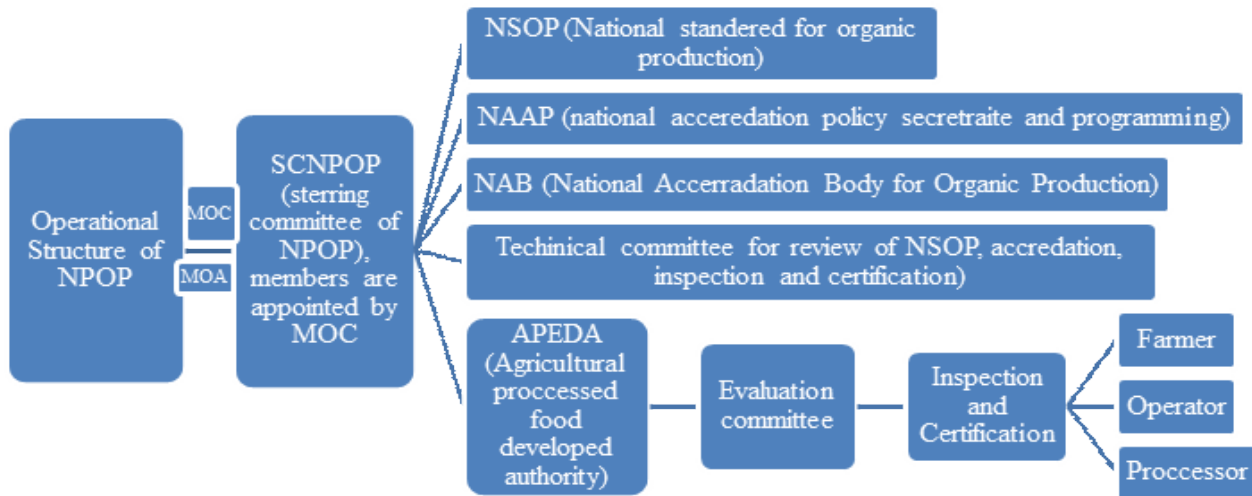 Operational
Structure of
NPOP
MOC
MOA
SCNPOP
(sterring
committee of
NPOP),
members are
appointed by
MOC
NSOP (National standered for organic
production)
NAAP (national acceredation policy secretraite and programming)
NAB (National Accerradation Body for Organic Production)
Techinical committee for review of NSOP, accredation,
inspection and certification)
APEDA
(Agricultural
proccessed
food
developed
authority)
Evaluation
committee
Inspection
and
Certification
Farmer
Operator
Proccessor